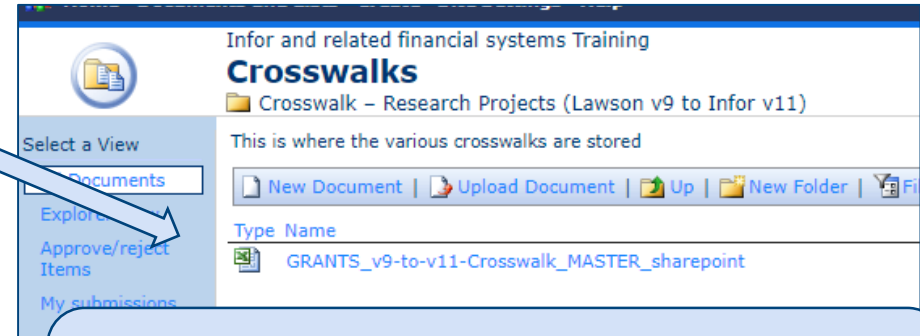 Infor and related financial systems Training
Crosswalks
Crosswalk – Research Projects (Lawson v9 to Infor v11)
Select a View
This is where the various crosswalks are stored
Documents
New Document | Upload Document | Up | New Folder |
Explorer
Type Name
Approve/reject
Items
GRANTS_v9-to-v11-Crosswalk_MASTER_sharepoint
My submissions